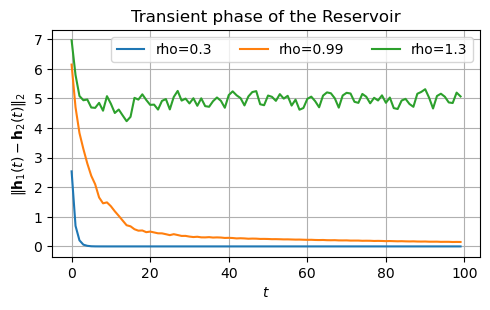 Transient phase of the Reservoir
rho=0.3 rho=0.99 rho=1.3
‖h₁(t) − h₂(t)‖₂
7
6
5
4
3
2
1
0
0 20 40 60 80 100
t